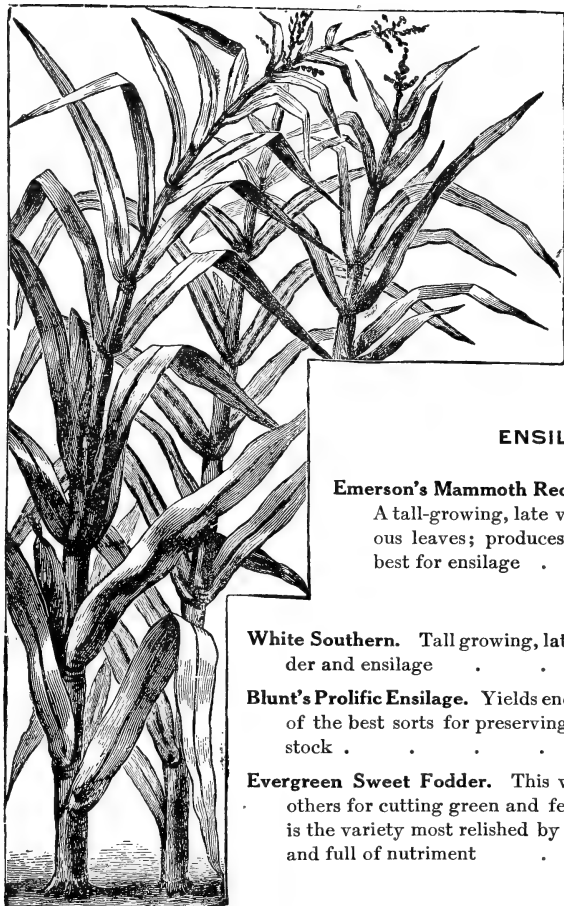 ENSIL
Emerson's Mammoth Rec
A tall-growing, late v
ous leaves; produces
best for ensilage .
White Southern. Tall growing, lat
der and ensilage . .
Blunt's Prolific Ensilage. Yields en
of the best sorts for preserving
stock . . . .
Evergreen Sweet Fodder. This v
others for cutting green and fe
is the variety most relished by
and full of nutriment .